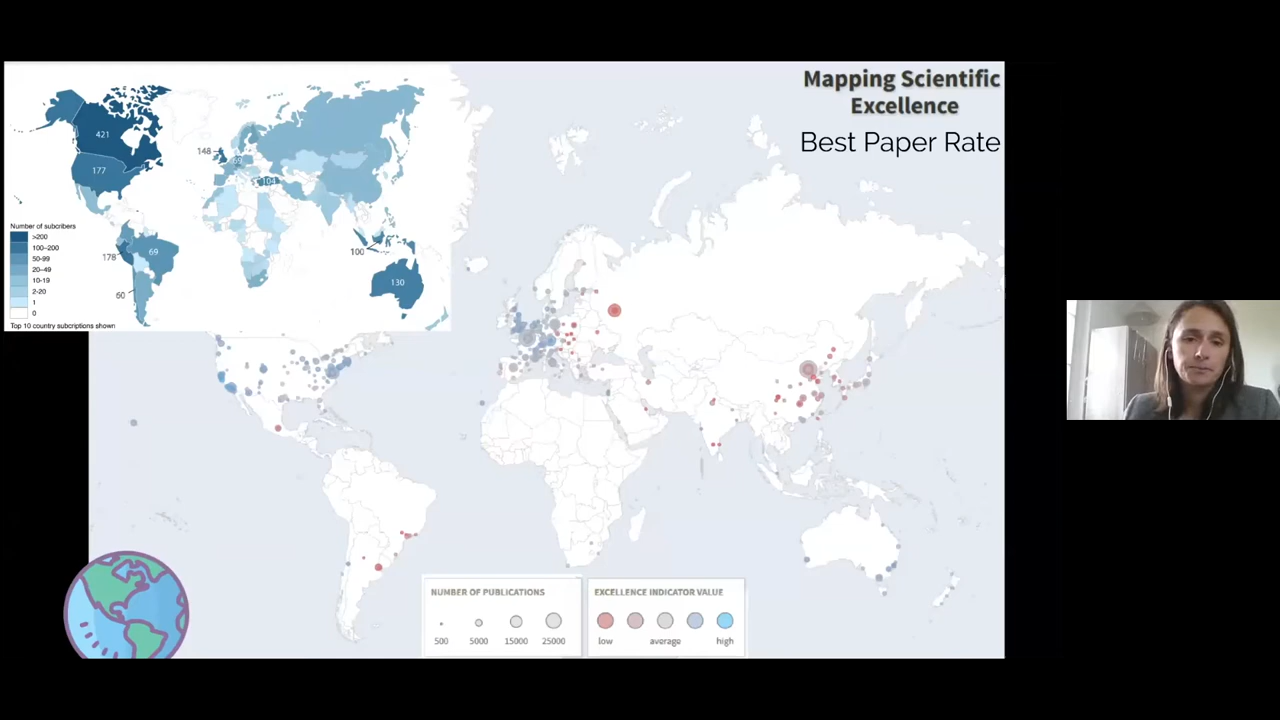 Mapping Scientific
Excellence
Best Paper Rate
421
148
69
177
104
178
69
100
130
60
Number of subcribers
>200
100–200
50-99
20–49
10-19
2-20
1
0
Top 10 country subcriptions shown
NUMBER OF PUBLICATIONS
500
5000
15000
25000
EXCELLENCE INDICATOR VALUE
low
average
high